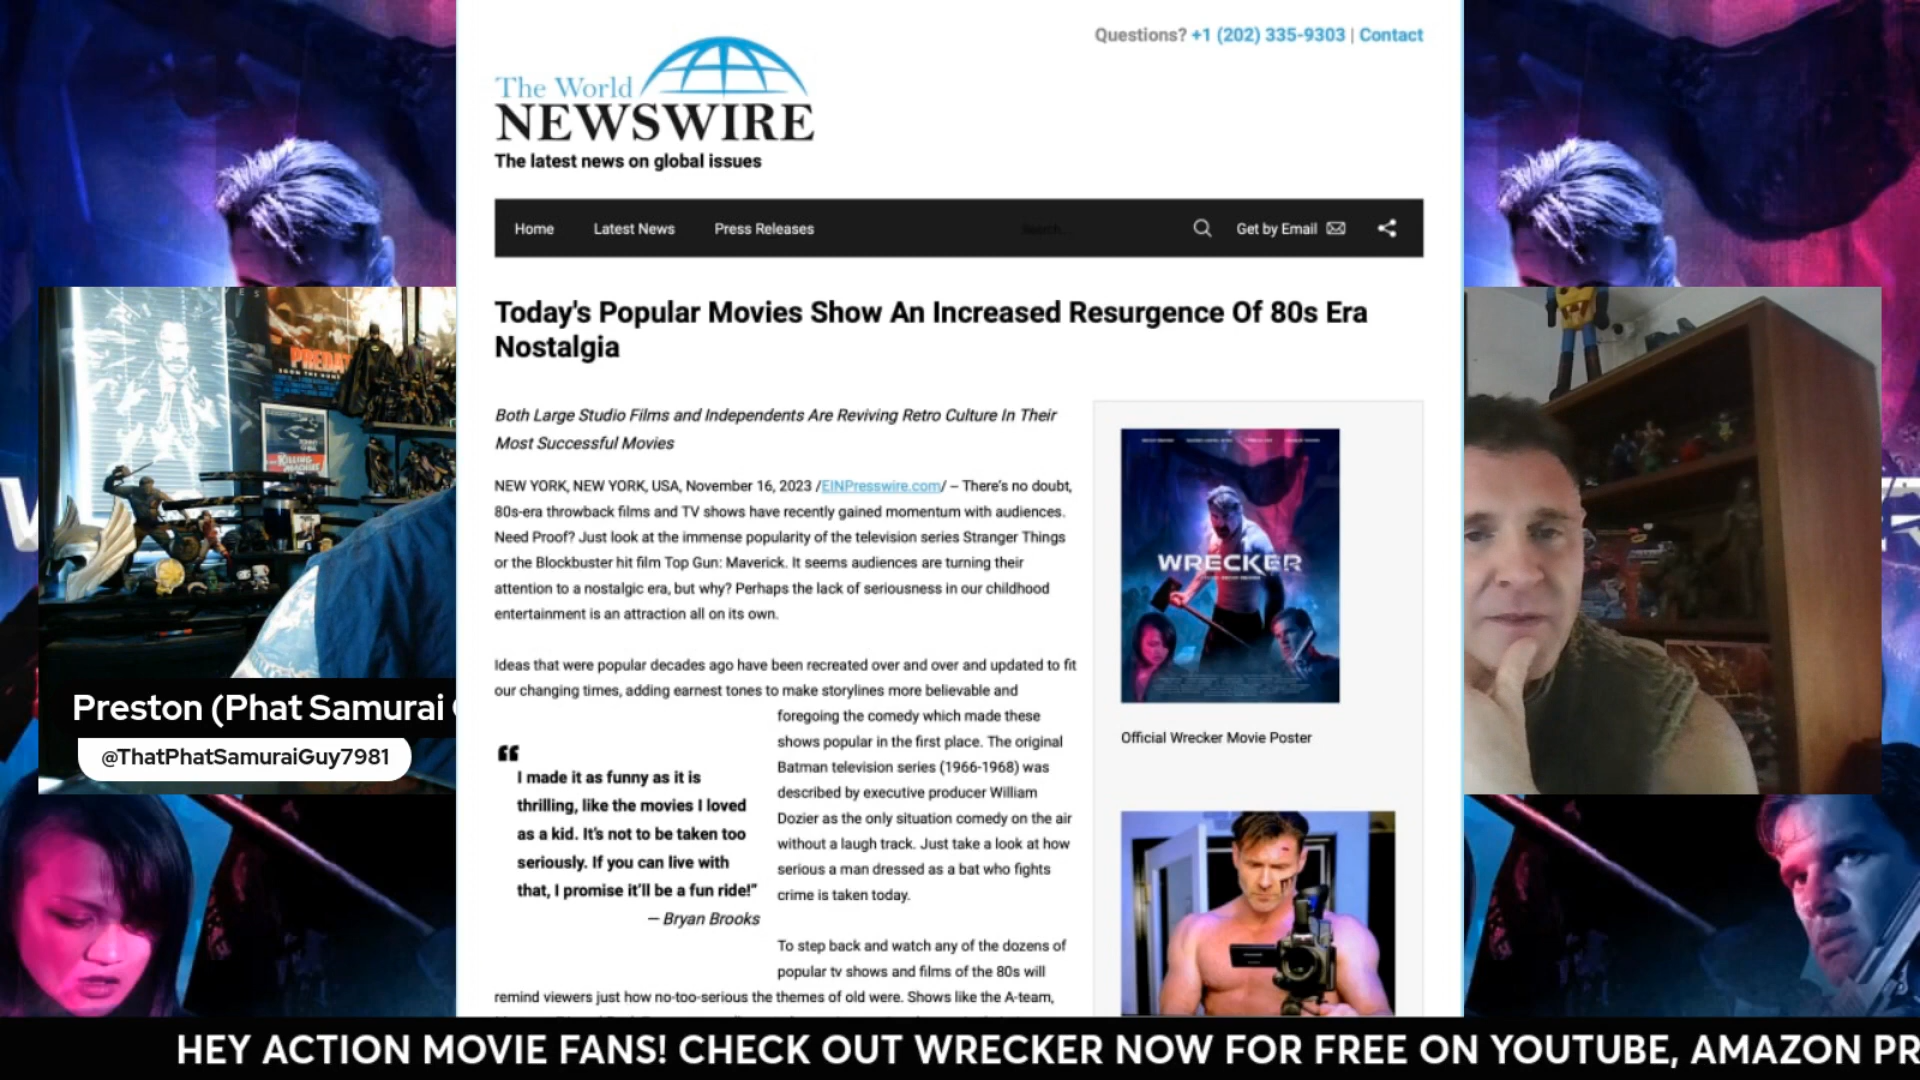 Questions? +1 (202) 335-9303 | Contact
The World
NEWSWIRE
The latest news on global issues
Home Latest News Press Releases Search... Get by Email
Today's Popular Movies Show An Increased Resurgence Of 80s Era
Nostalgia
Both Large Studio Films and Independents Are Reviving Retro Culture In Their
Most Successful Movies
NEW YORK, NEW YORK, USA, November 16, 2023 /EINPresswire.com/ – There's no doubt,
80s-era throwback films and TV shows have recently gained momentum with audiences.
Need Proof? Just look at the immense popularity of the television series Stranger Things
or the Blockbuster hit film Top Gun: Maverick. It seems audiences are turning their
attention to a nostalgic era, but why? Perhaps the lack of seriousness in our childhood
entertainment is an attraction all on its own.
Ideas that were popular decades ago have been recreated over and over and updated to fit
our changing times, adding earnest tones to make storylines more believable and
foregoing the comedy which made these
shows popular in the first place. The original
Batman television series (1966-1968) was
described by executive producer William
Dozier as the only situation comedy on the air
without a laugh track. Just take a look at how
serious a man dressed as a bat who fights
crime is taken today.
"
I made it as funny as it is
thrilling, like the movies I loved
as a kid. It's not to be taken too
seriously. If you can live with
that, I promise it'll be a fun ride!"
— Bryan Brooks
To step back and watch any of the dozens of
popular tv shows and films of the 80s will
remind viewers just how no-too-serious the themes of old were. Shows like the A-team,
WRECKER
Official Wrecker Movie Poster
KILLING
MACHINE
Preston (Phat Samurai
@ThatPhatSamuraiGuy7981
HEY ACTION MOVIE FANS! CHECK OUT WRECKER NOW FOR FREE ON YOUTUBE, AMAZON PR